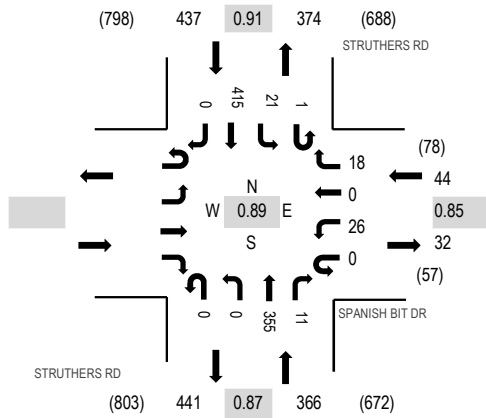 (798) 437 0.91 374 (688)
STRUTHERS RD
0 415 21 1
(78)
18
44
0
N
W 0.89 E
0.85
S
26
32
0
(57)
0 0 355 11
SPANISH BIT DR
STRUTHERS RD
(803) 441 0.87 366 (672)